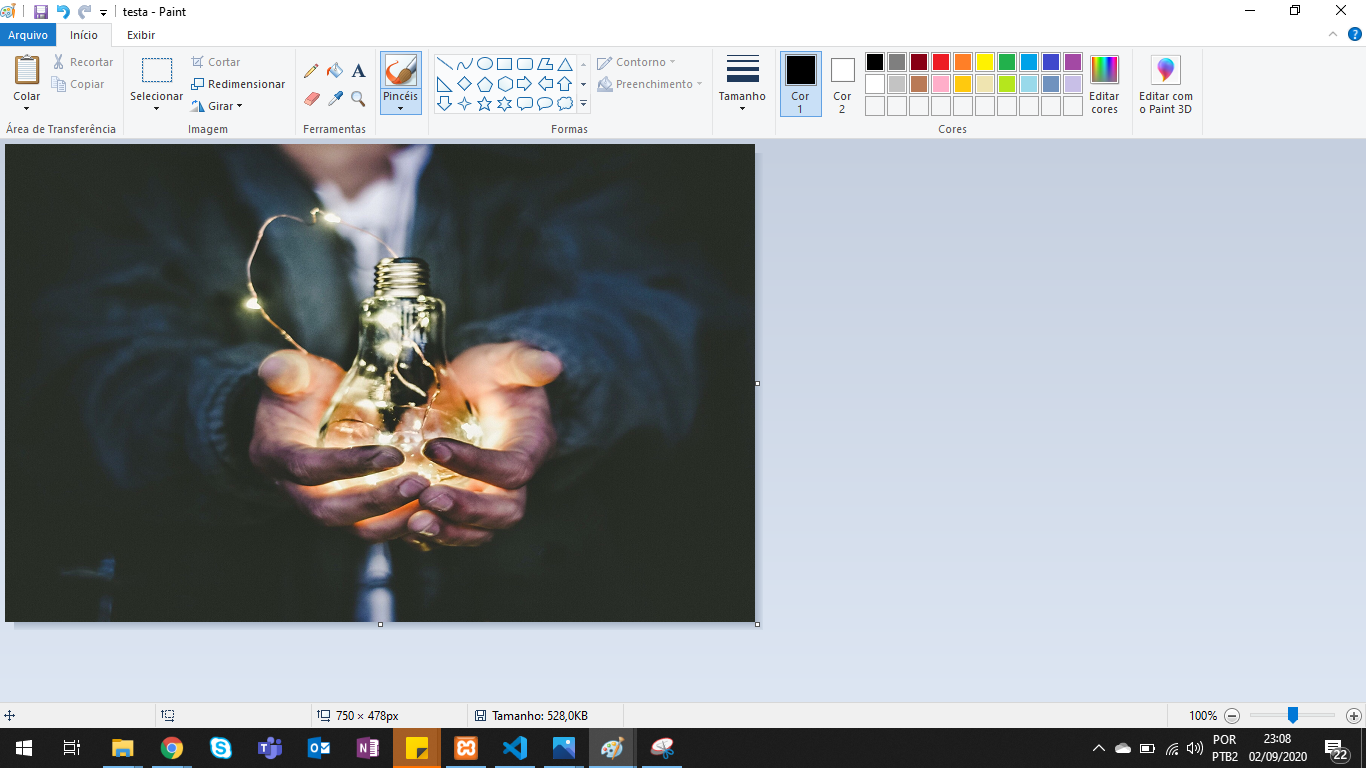 testa - Paint
Arquivo Início Exibir
Colar
Recortar
Copiar
Área de Transferência
Selecionar
Cortar
Redimensionar
Girar
Imagem
A
Ferramentas
Pincéis
Contorno
Preenchimento
Formas
Tamanho
Cor
1
Cor
2
Editar
cores
Cores
Editar com
o Paint 3D
750 × 478px
Tamanho: 528,0KB
100%
POR
PTB2
23:08
02/09/2020
22